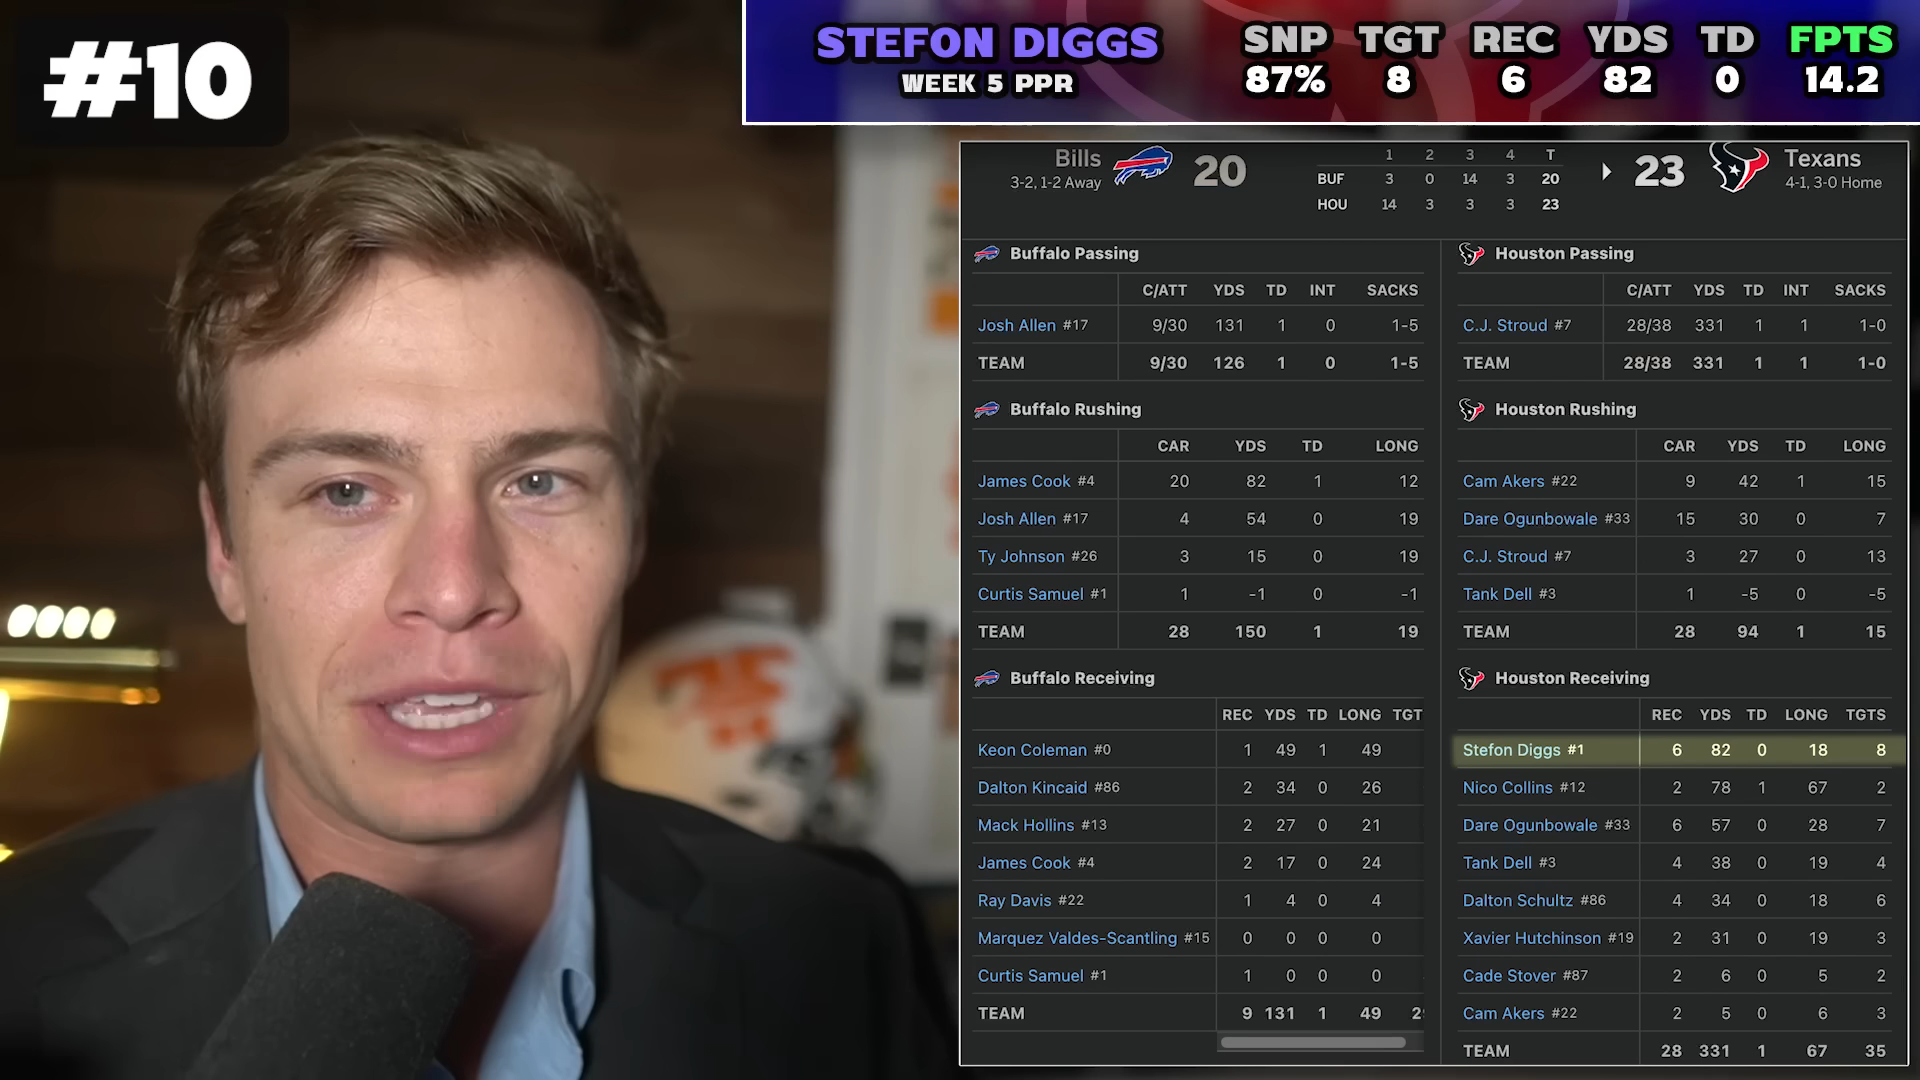 #10
STEFON DIGGS
WEEK 5 PPR
SNP TGT REC YDS TD FPTS
87% 8 6 82 0 14.2
Bills
3-2, 1-2 Away
20
1 2 3 4 T
BUF 3 0 14 3 20
HOU 14 3 3 3 23
23
Texans
4-1, 3-0 Home
Buffalo Passing
C/ATT YDS TD INT SACKS
Josh Allen #17 9/30 131 1 0 1-5
TEAM 9/30 126 1 0 1-5
Buffalo Rushing
CAR YDS TD LONG
James Cook #4 20 82 1 12
Josh Allen #17 4 54 0 19
Ty Johnson #26 3 15 0 19
Curtis Samuel #1 1 -1 0 -1
TEAM 28 150 1 19
Buffalo Receiving
REC YDS TD LONG TGT
Keon Coleman #0 1 49 1 49
Dalton Kincaid #86 2 34 0 26
Mack Hollins #13 2 27 0 21
James Cook #4 2 17 0 24
Ray Davis #22 1 4 0 4
Marquez Valdes-Scantling #15 0 0 0 0
Curtis Samuel #1 1 0 0 0
TEAM 9 131 1 49
Houston Passing
C/ATT YDS TD INT SACKS
C.J. Stroud #7 28/38 331 1 1 1-0
TEAM 28/38 331 1 1 1-0
Houston Rushing
CAR YDS TD LONG
Cam Akers #22 9 42 1 15
Dare Ogunbowale #33 15 30 0 7
C.J. Stroud #7 3 27 0 13
Tank Dell #3 1 -5 0 -5
TEAM 28 94 1 15
Houston Receiving
REC YDS TD LONG TGTS
Stefon Diggs #1 6 82 0 18 8
Nico Collins #12 2 78 1 67 2
Dare Ogunbowale #33 6 57 0 28 7
Tank Dell #3 4 38 0 19 4
Dalton Schultz #86 4 34 0 18 6
Xavier Hutchinson #19 2 31 0 19 3
Cade Stover #87 2 6 0 5 2
Cam Akers #22 2 5 0 6 3
TEAM 28 331 1 67 35